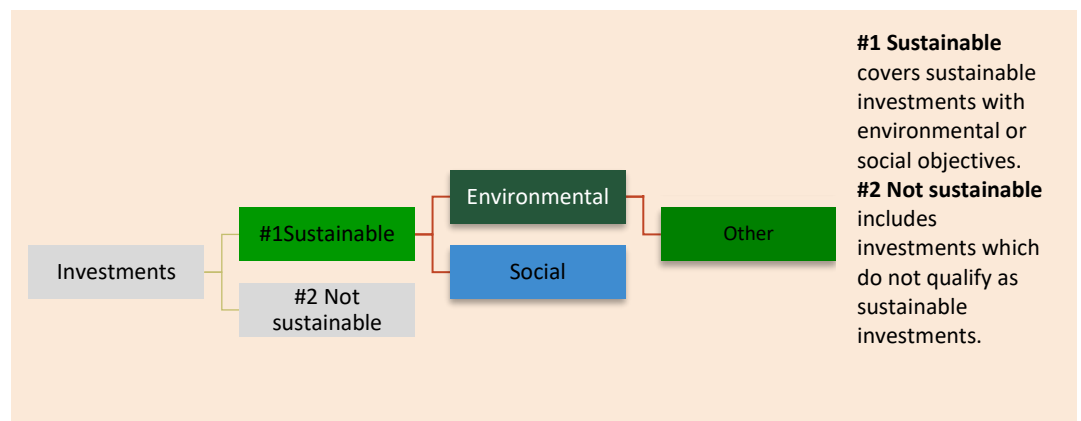 Investments
#1Sustainable
#2 Not
sustainable
Environmental
Social
Other
#1 Sustainable
covers sustainable
investments with
environmental or
social objectives.
#2 Not sustainable
includes
investments which
do not qualify as
sustainable
investments.